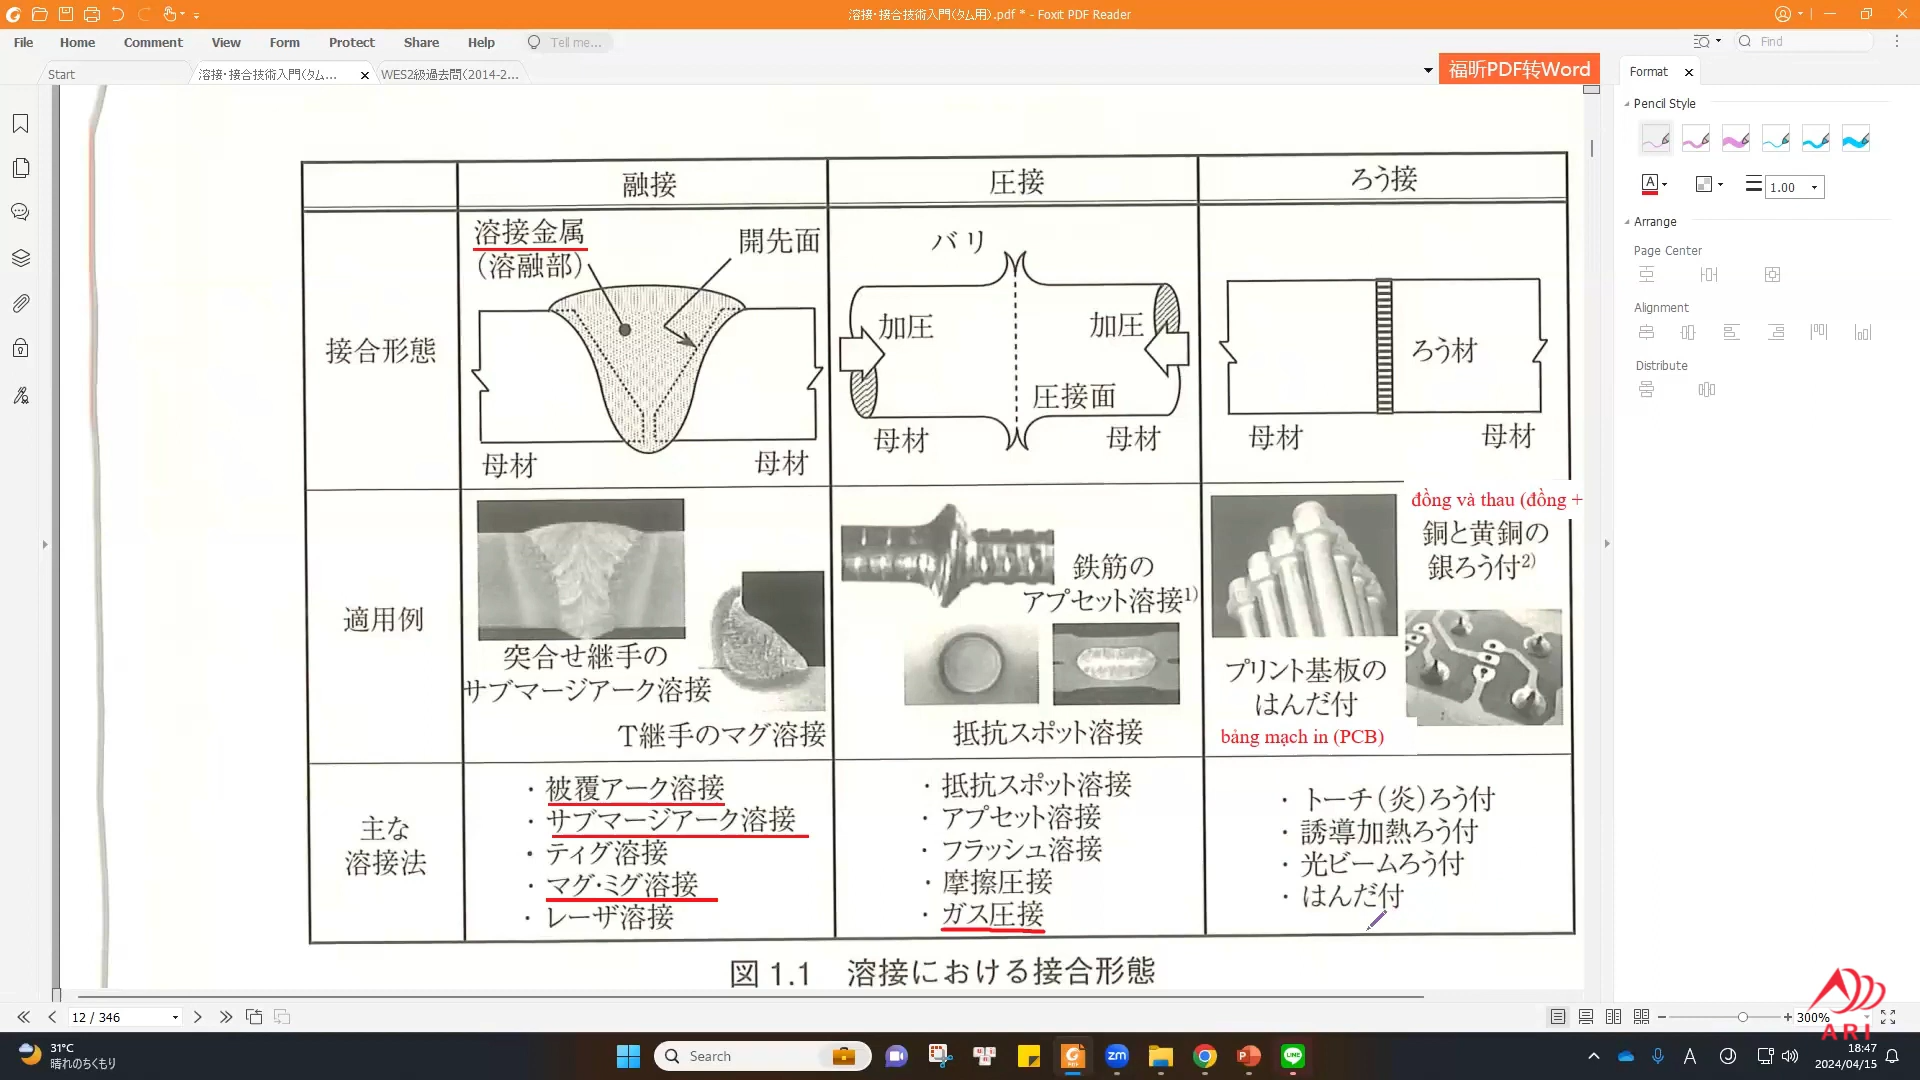 溶接・接合技術入門(タム用).pdf * - Foxit PDF Reader
File Home Comment View Form Protect Share Help Tell me... Find
Start 溶接・接合技術入門(タム... WES2級過去問(2014-2... 福昕PDF转Word
Format
Pencil Style
1.00
Arrange
Page Center
Alignment
Distribute
融接 圧接 ろう接
接合形態
溶接金属
(溶融部)
開先面
母材 母材
バリ
加圧 加圧
圧接面
母材 母材
ろう材
母材 母材
適用例
突合せ継手の
サブマージアーク溶接
T継手のマグ溶接
鉄筋の
アプセット溶接1)
抵抗スポット溶接
đồng và thau (đồng +
銅と黄銅の
銀ろう付2)
プリント基板の
はんだ付
bảng mạch in (PCB)
主な
溶接法
・被覆アーク溶接
・サブマージアーク溶接
・ティグ溶接
・マグ・ミグ溶接
・レーザ溶接
・抵抗スポット溶接
・アプセット溶接
・フラッシュ溶接
・摩擦圧接
・ガス圧接
・トーチ(炎)ろう付
・誘導加熱ろう付
・光ビームろう付
・はんだ付
図 1.1 溶接における接合形態
12 / 346
300%
ARI
31°C
晴れのちくもり
Search
zm
LINE
A
18:47
2024/04/15